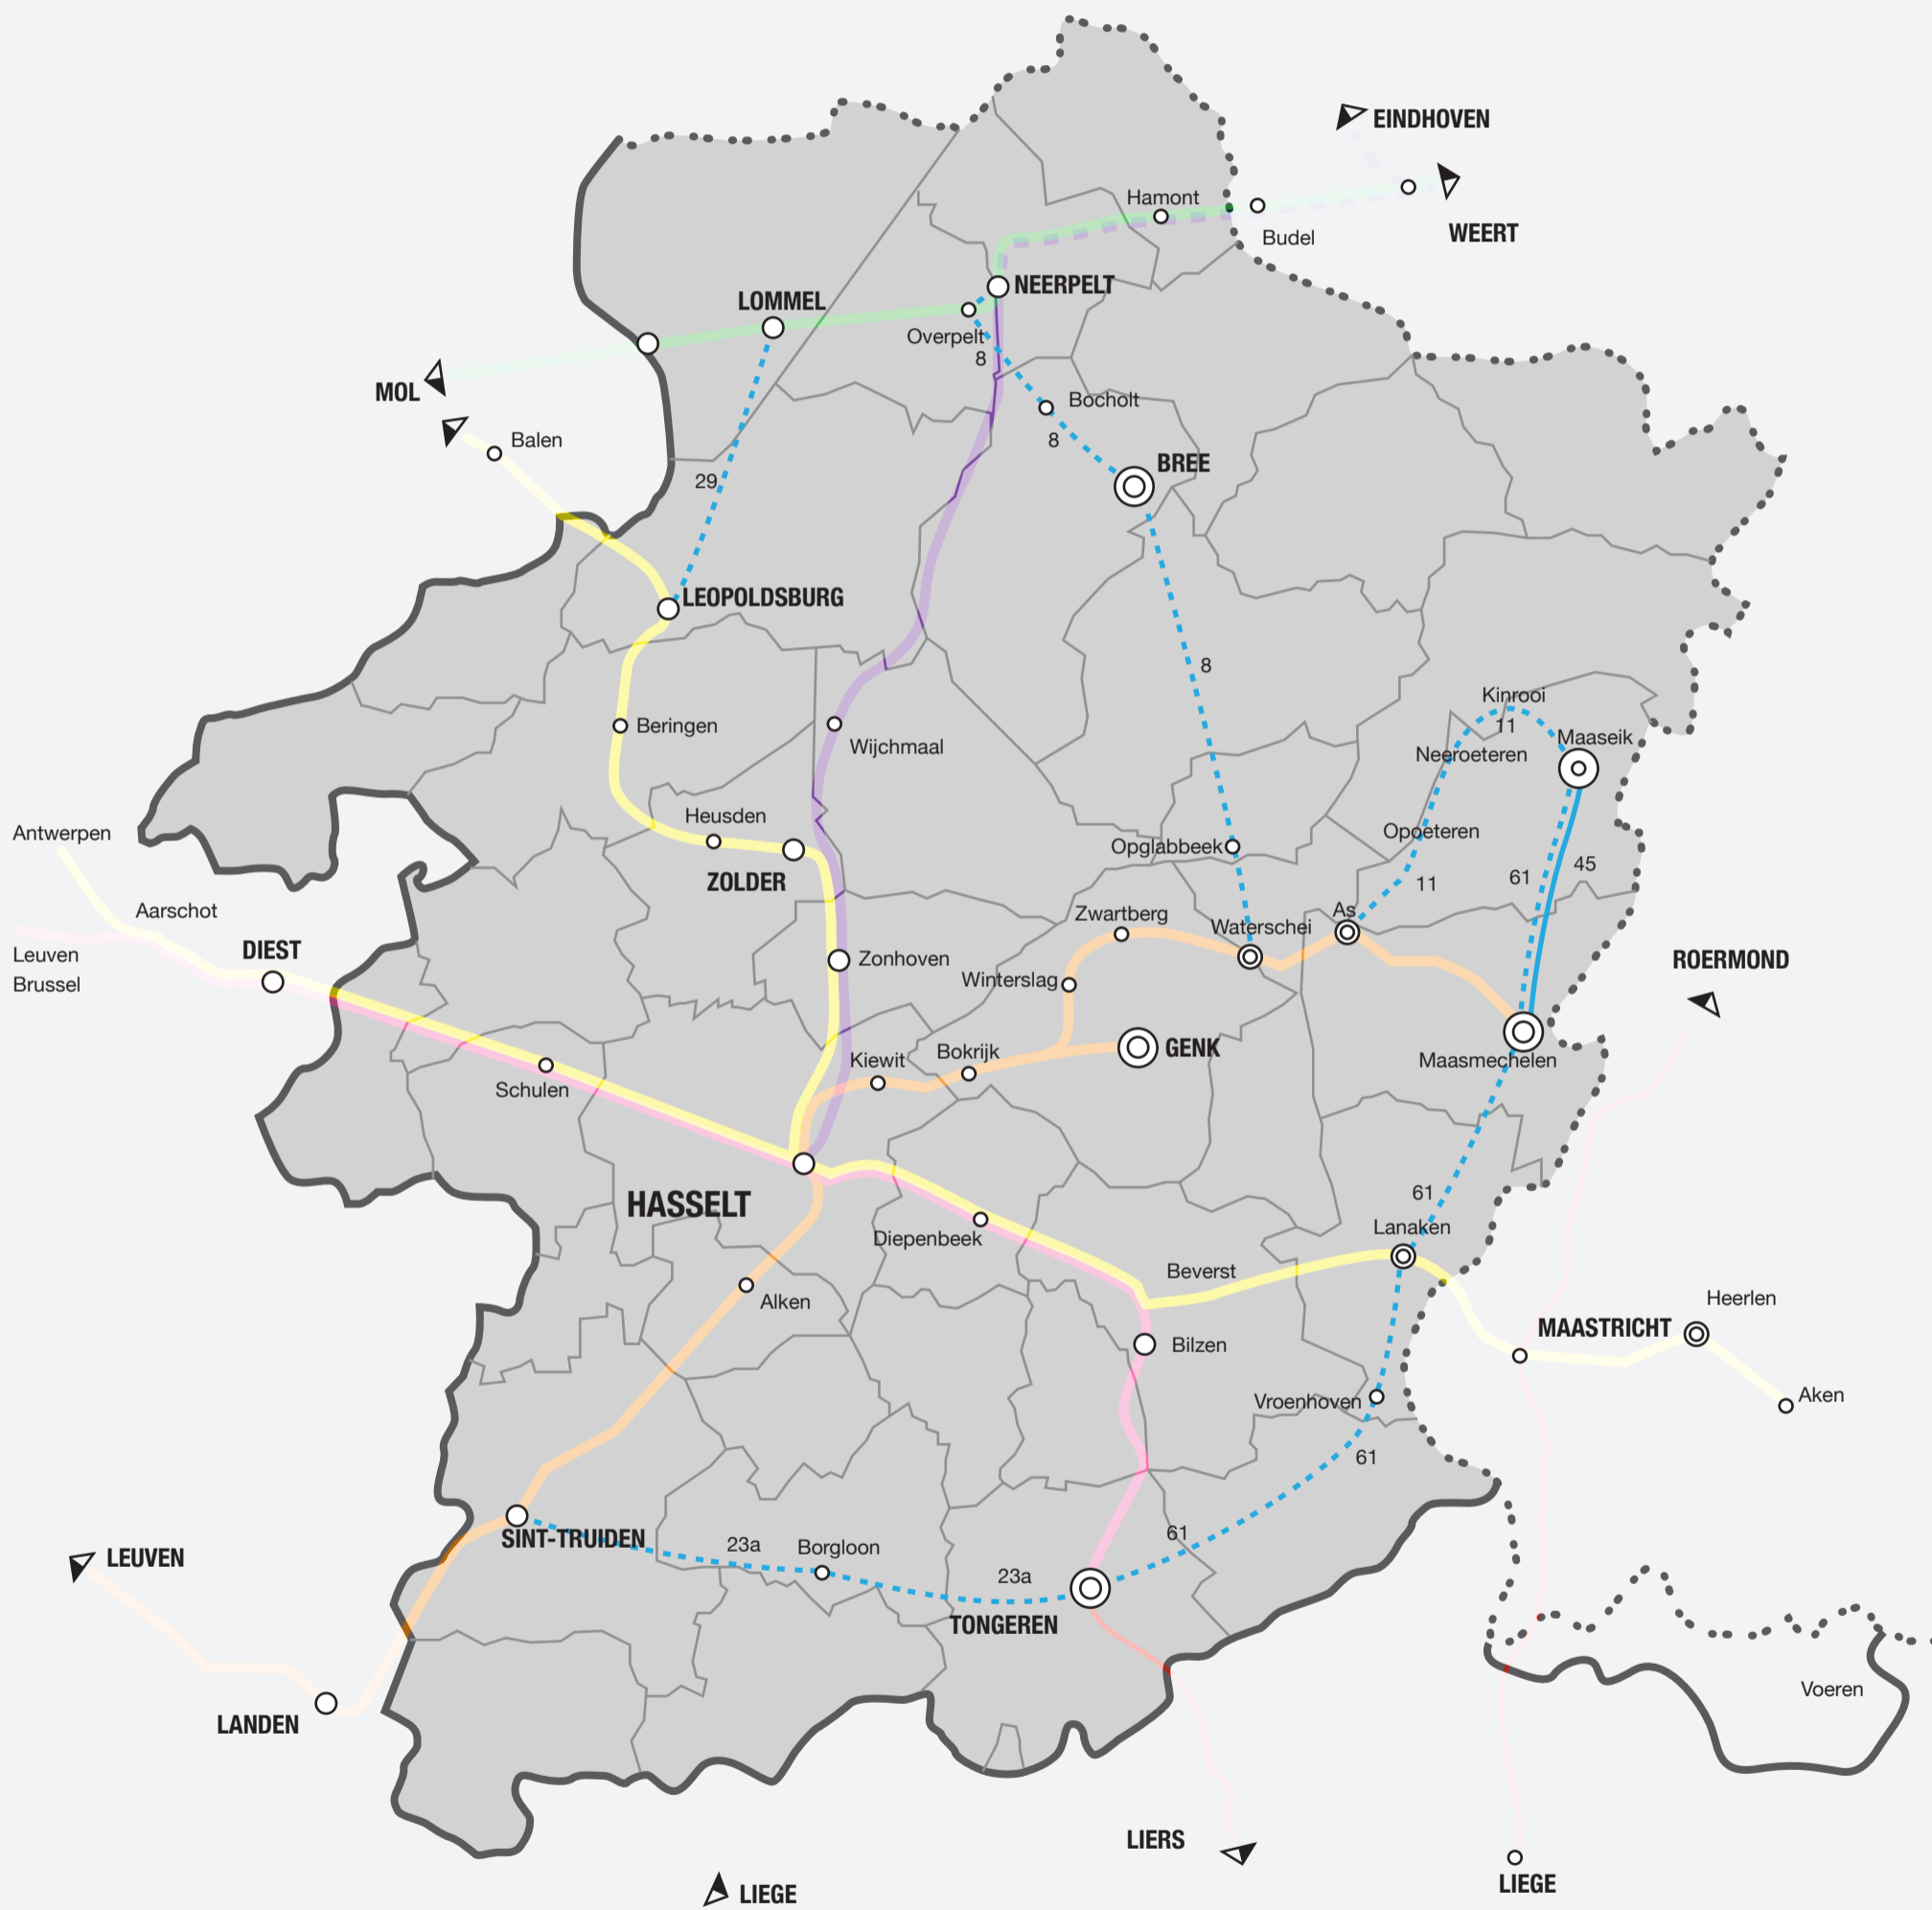 EINDHOVEN
Hamont
WEERT
Budel
NEERPELT
LOMMEL
Overpelt
8
MOL
Bocholt
Balen
8
BREE
29
LEOPOLDSBURG
8
Kinrooi
11
Beringen
Wijchmaal
Neeroeteren
Maaseik
Heusden
Antwerpen
Opoeteren
Opglabbeek
45
ZOLDER
61
11
Aarschot
Zwartberg
As
Waterschei
DIEST
Leuven
Zonhoven
ROERMOND
Brussel
Winterslag
Kiewit
Bokrijk
GENK
Maasmechelen
Schulen
61
HASSELT
Lanaken
Diepenbeek
Beverst
Alken
Heerlen
MAASTRICHT
Bilzen
Aken
Vroenhoven
61
SINT-TRUIDEN
61
23a
Borgloon
LEUVEN
23a
TONGEREN
Voeren
LANDEN
LIERS
LIEGE
LIEGE